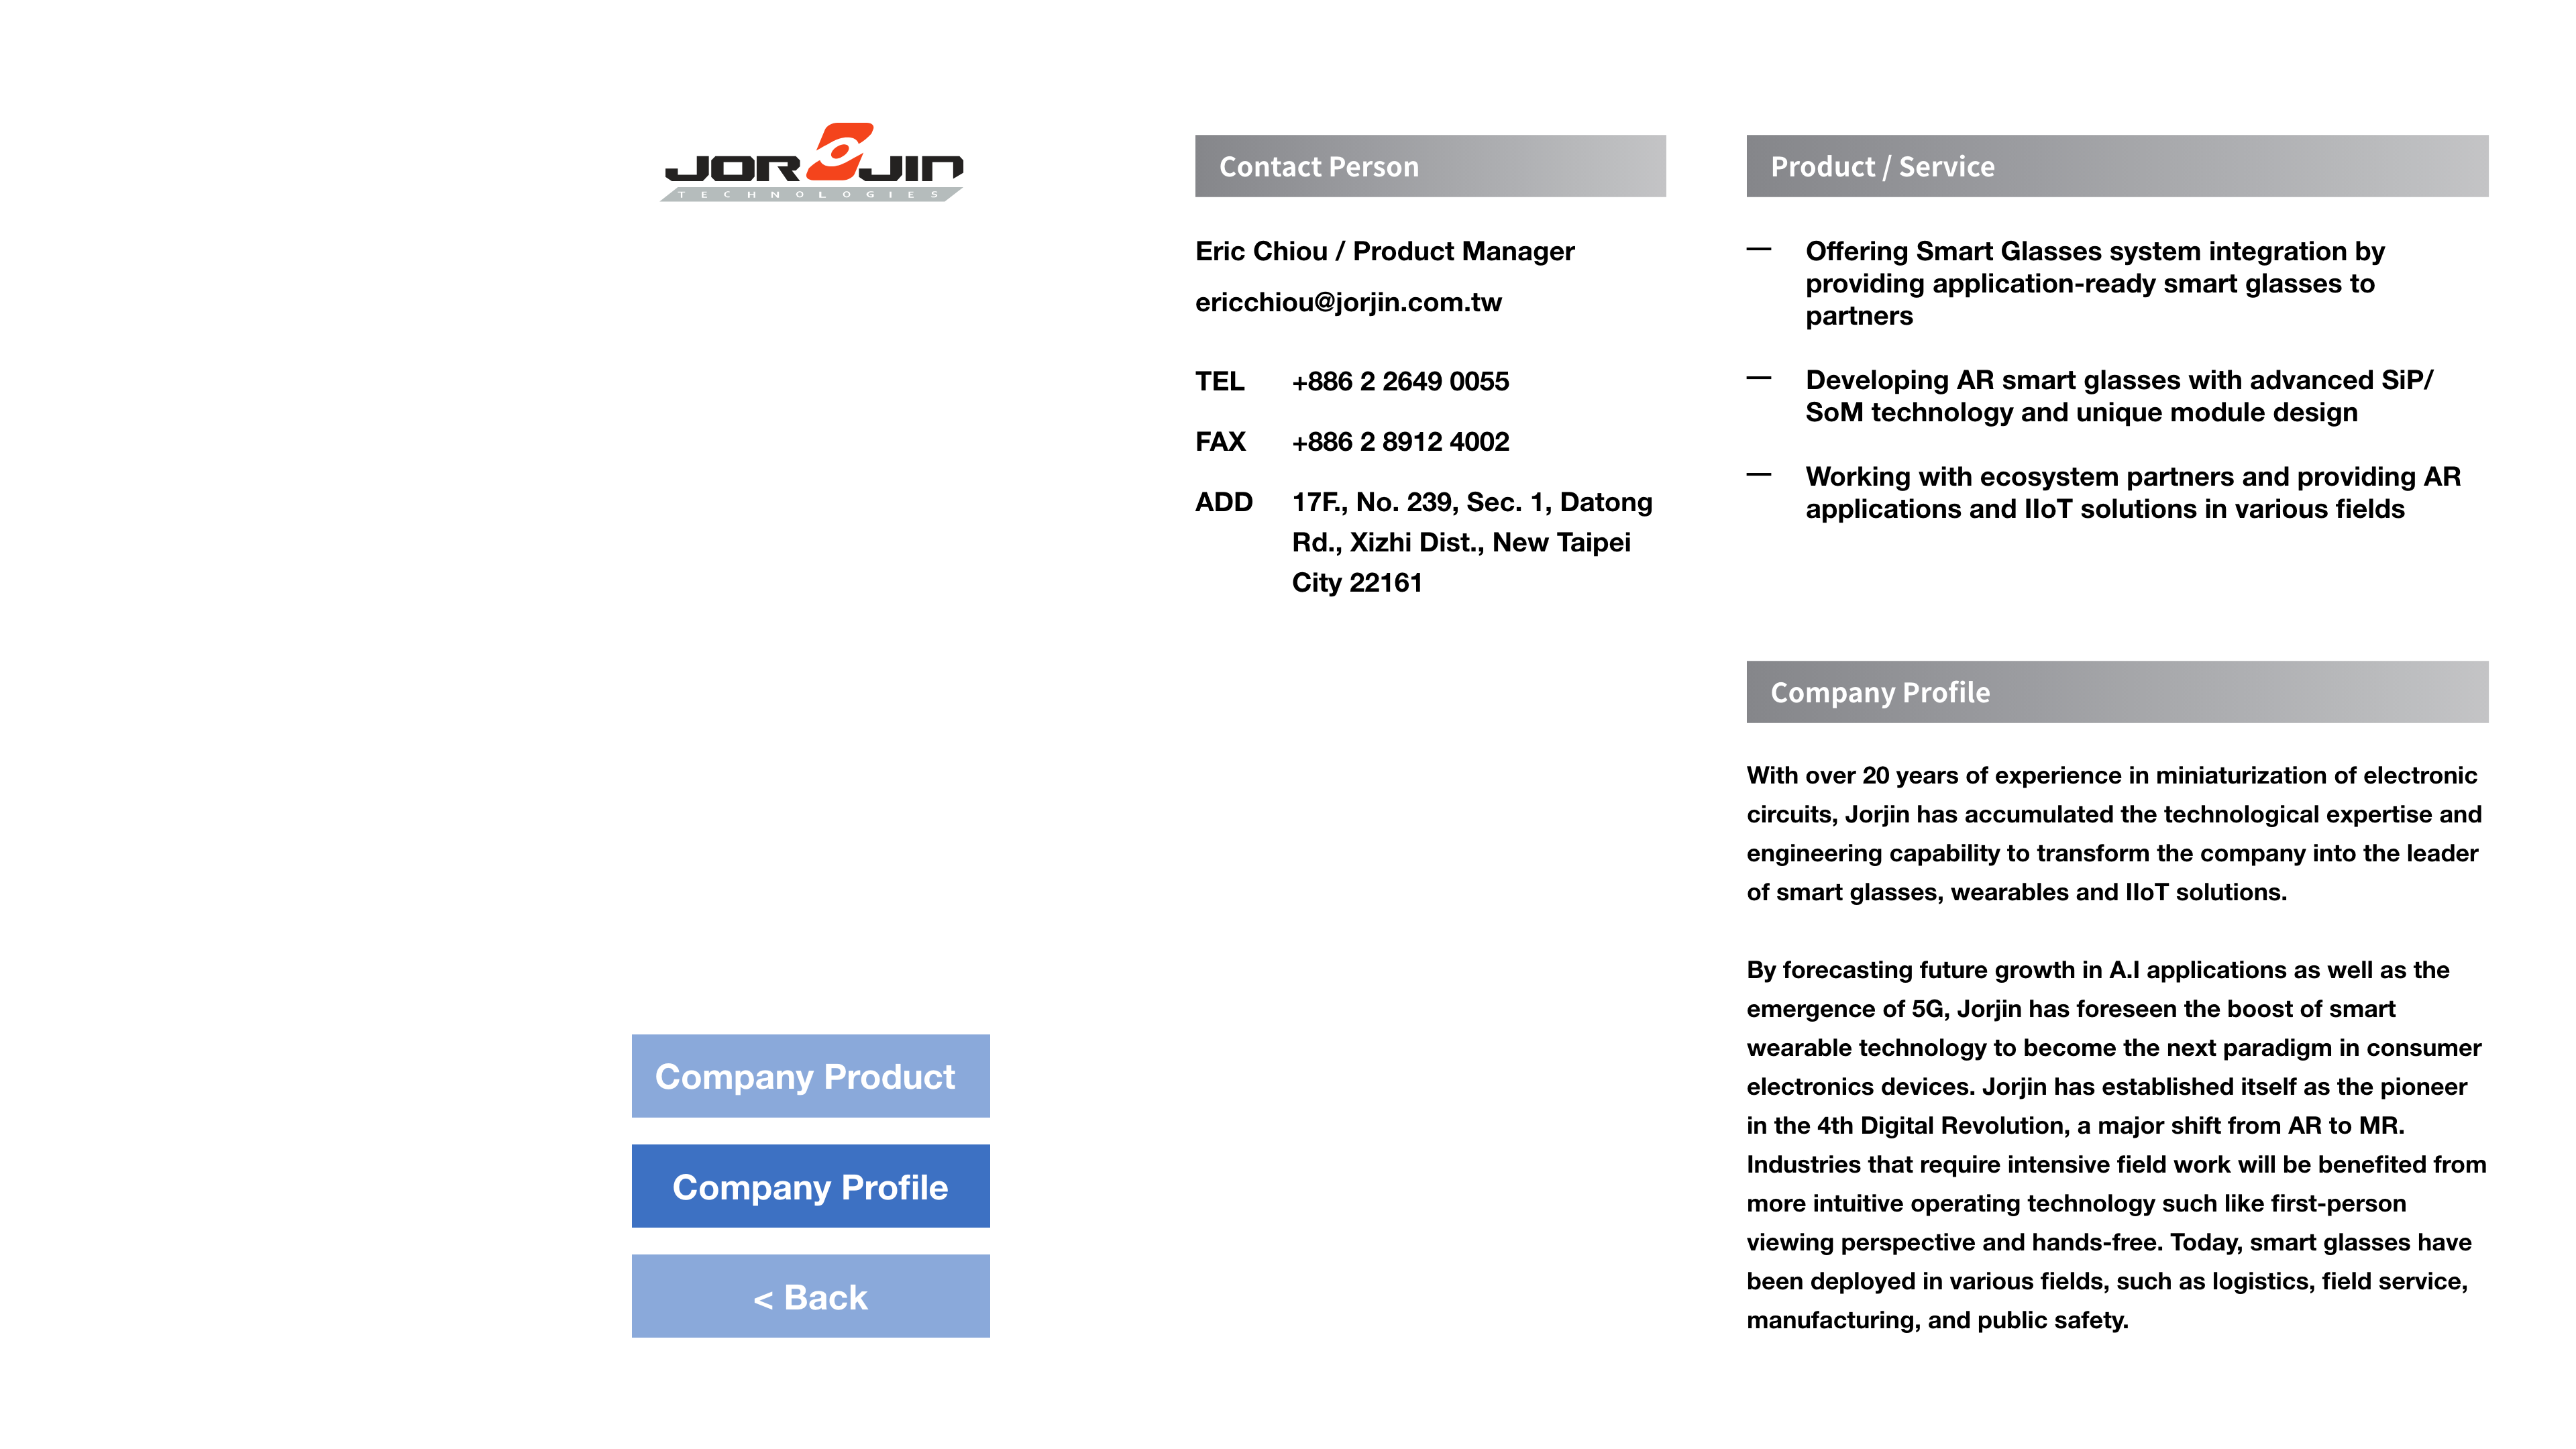 JORJIN
TECHNOLOGIES
Company Product
Company Profile
< Back
Contact Person
Eric Chiou / Product Manager
ericchiou@jorjin.com.tw
TEL +886 2 2649 0055
FAX +886 2 8912 4002
ADD 17F., No. 239, Sec. 1, Datong
Rd., Xizhi Dist., New Taipei
City 22161
Product / Service
— Offering Smart Glasses system integration by
providing application-ready smart glasses to
partners
— Developing AR smart glasses with advanced SiP/
SoM technology and unique module design
— Working with ecosystem partners and providing AR
applications and IIoT solutions in various fields
Company Profile
With over 20 years of experience in miniaturization of electronic
circuits, Jorjin has accumulated the technological expertise and
engineering capability to transform the company into the leader
of smart glasses, wearables and IIoT solutions.
By forecasting future growth in A.I applications as well as the
emergence of 5G, Jorjin has foreseen the boost of smart
wearable technology to become the next paradigm in consumer
electronics devices. Jorjin has established itself as the pioneer
in the 4th Digital Revolution, a major shift from AR to MR.
Industries that require intensive field work will be benefited from
more intuitive operating technology such like first-person
viewing perspective and hands-free. Today, smart glasses have
been deployed in various fields, such as logistics, field service,
manufacturing, and public safety.